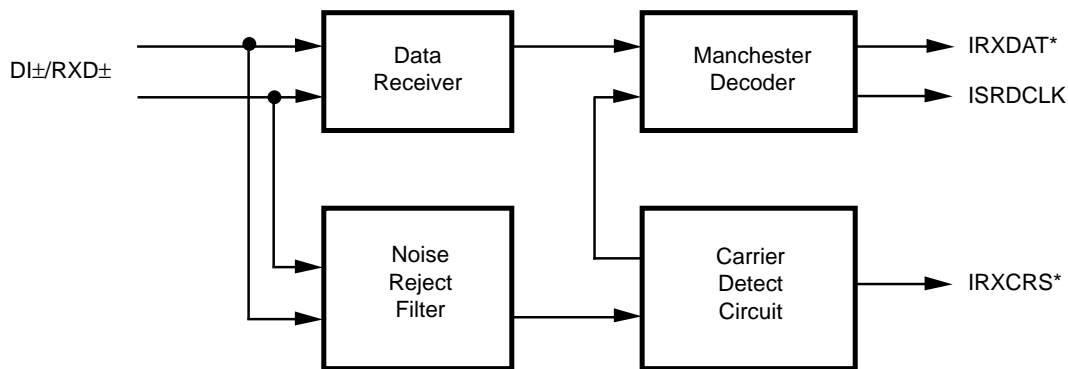 DI±/RXD±
Data
Receiver
Manchester
Decoder
IRXDAT*
ISRDCLK
Noise
Reject
Filter
Carrier
Detect
Circuit
IRXCRS*